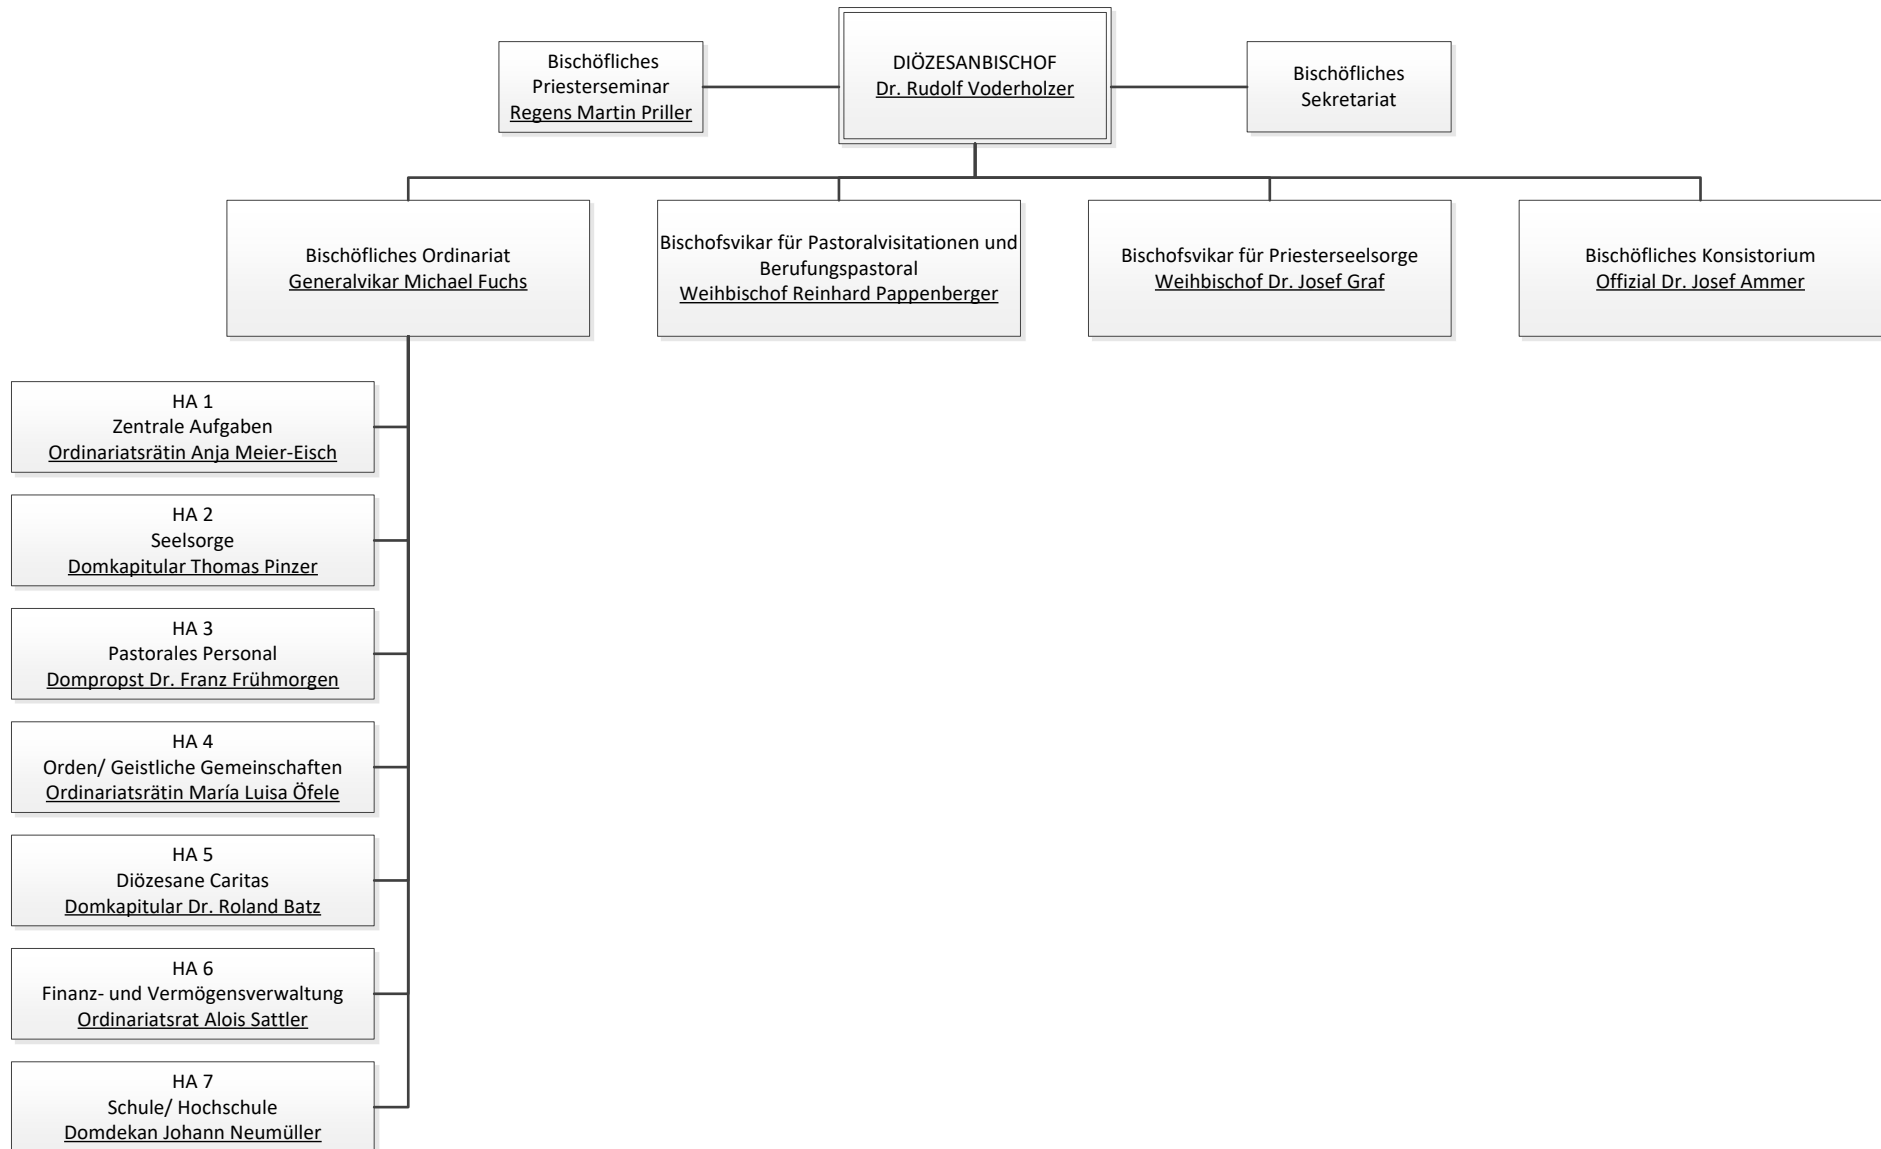 Bischöfliches
Priesterseminar
Regens Martin Priller
DIÖZESANBISCHOF
Dr. Rudolf Voderholzer
Bischöfliches
Sekretariat
Bischöfliches Ordinariat
Generalvikar Michael Fuchs
Bischofsvikar für Pastoralvisitationen und
Berufungspastoral
Weihbischof Reinhard Pappenberger
Bischofsvikar für Priesterseelsorge
Weihbischof Dr. Josef Graf
Bischöfliches Konsistorium
Offizial Dr. Josef Ammer
HA 1
Zentrale Aufgaben
Ordinariatsrätin Anja Meier-Eisch
HA 2
Seelsorge
Domkapitular Thomas Pinzer
HA 3
Pastorales Personal
Dompropst Dr. Franz Frühmorgen
HA 4
Orden/ Geistliche Gemeinschaften
Ordinariatsrätin María Luisa Öfele
HA 5
Diözesane Caritas
Domkapitular Dr. Roland Batz
HA 6
Finanz- und Vermögensverwaltung
Ordinariatsrat Alois Sattler
HA 7
Schule/ Hochschule
Domdekan Johann Neumüller